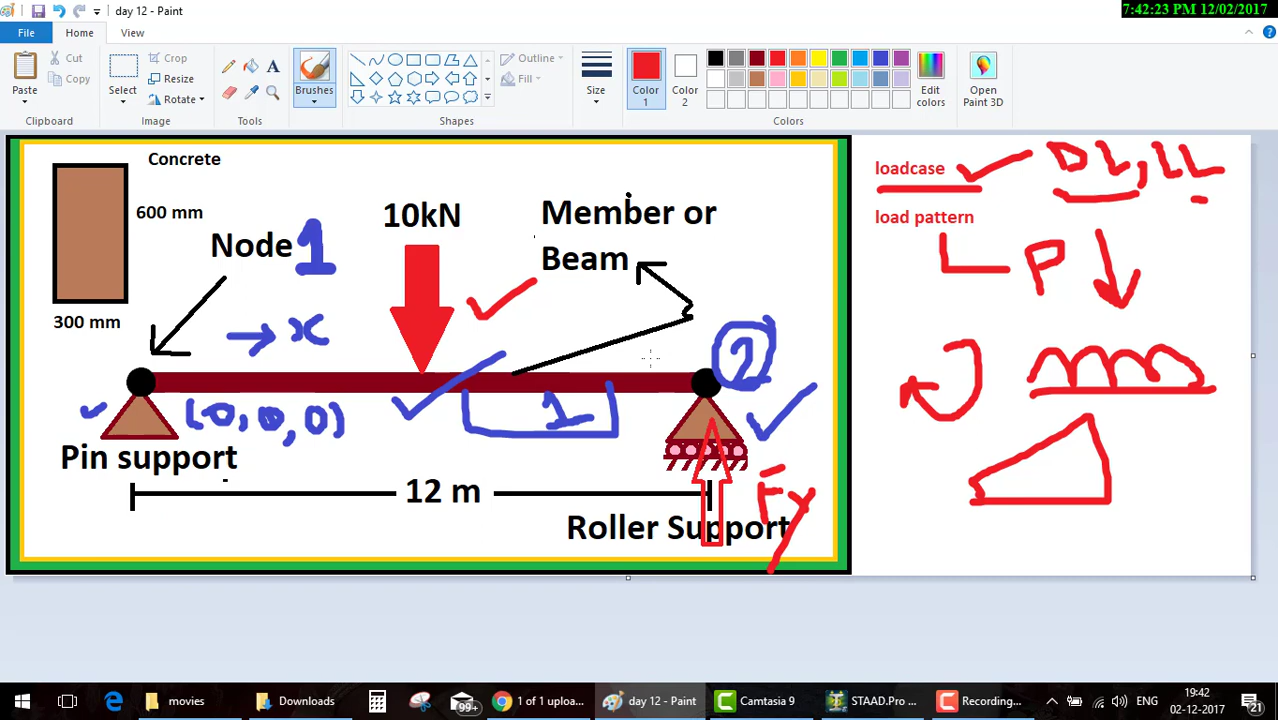 day 12 - Paint
7:42:23 PM 12/02/2017
File
Home
View
Paste
Cut
Copy
Select
Crop
Resize
Rotate
A
Brushes
Outline
Fill
Size
Color
1
Color
2
Edit
colors
Open
Paint 3D
Clipboard
Image
Tools
Shapes
Colors
Concrete
600 mm
300 mm
Node 1
10kN
Member or
Beam
x
2
(0, 0, 0)
1
Pin support
12 m
Roller Support
Fy
loadcase
DL, LL
load pattern
P
movies
Downloads
99+
1 of 1 uploa...
day 12 - Paint
Camtasia 9
STAAD.Pro ...
Recording...
ENG
19:42
02-12-2017
21